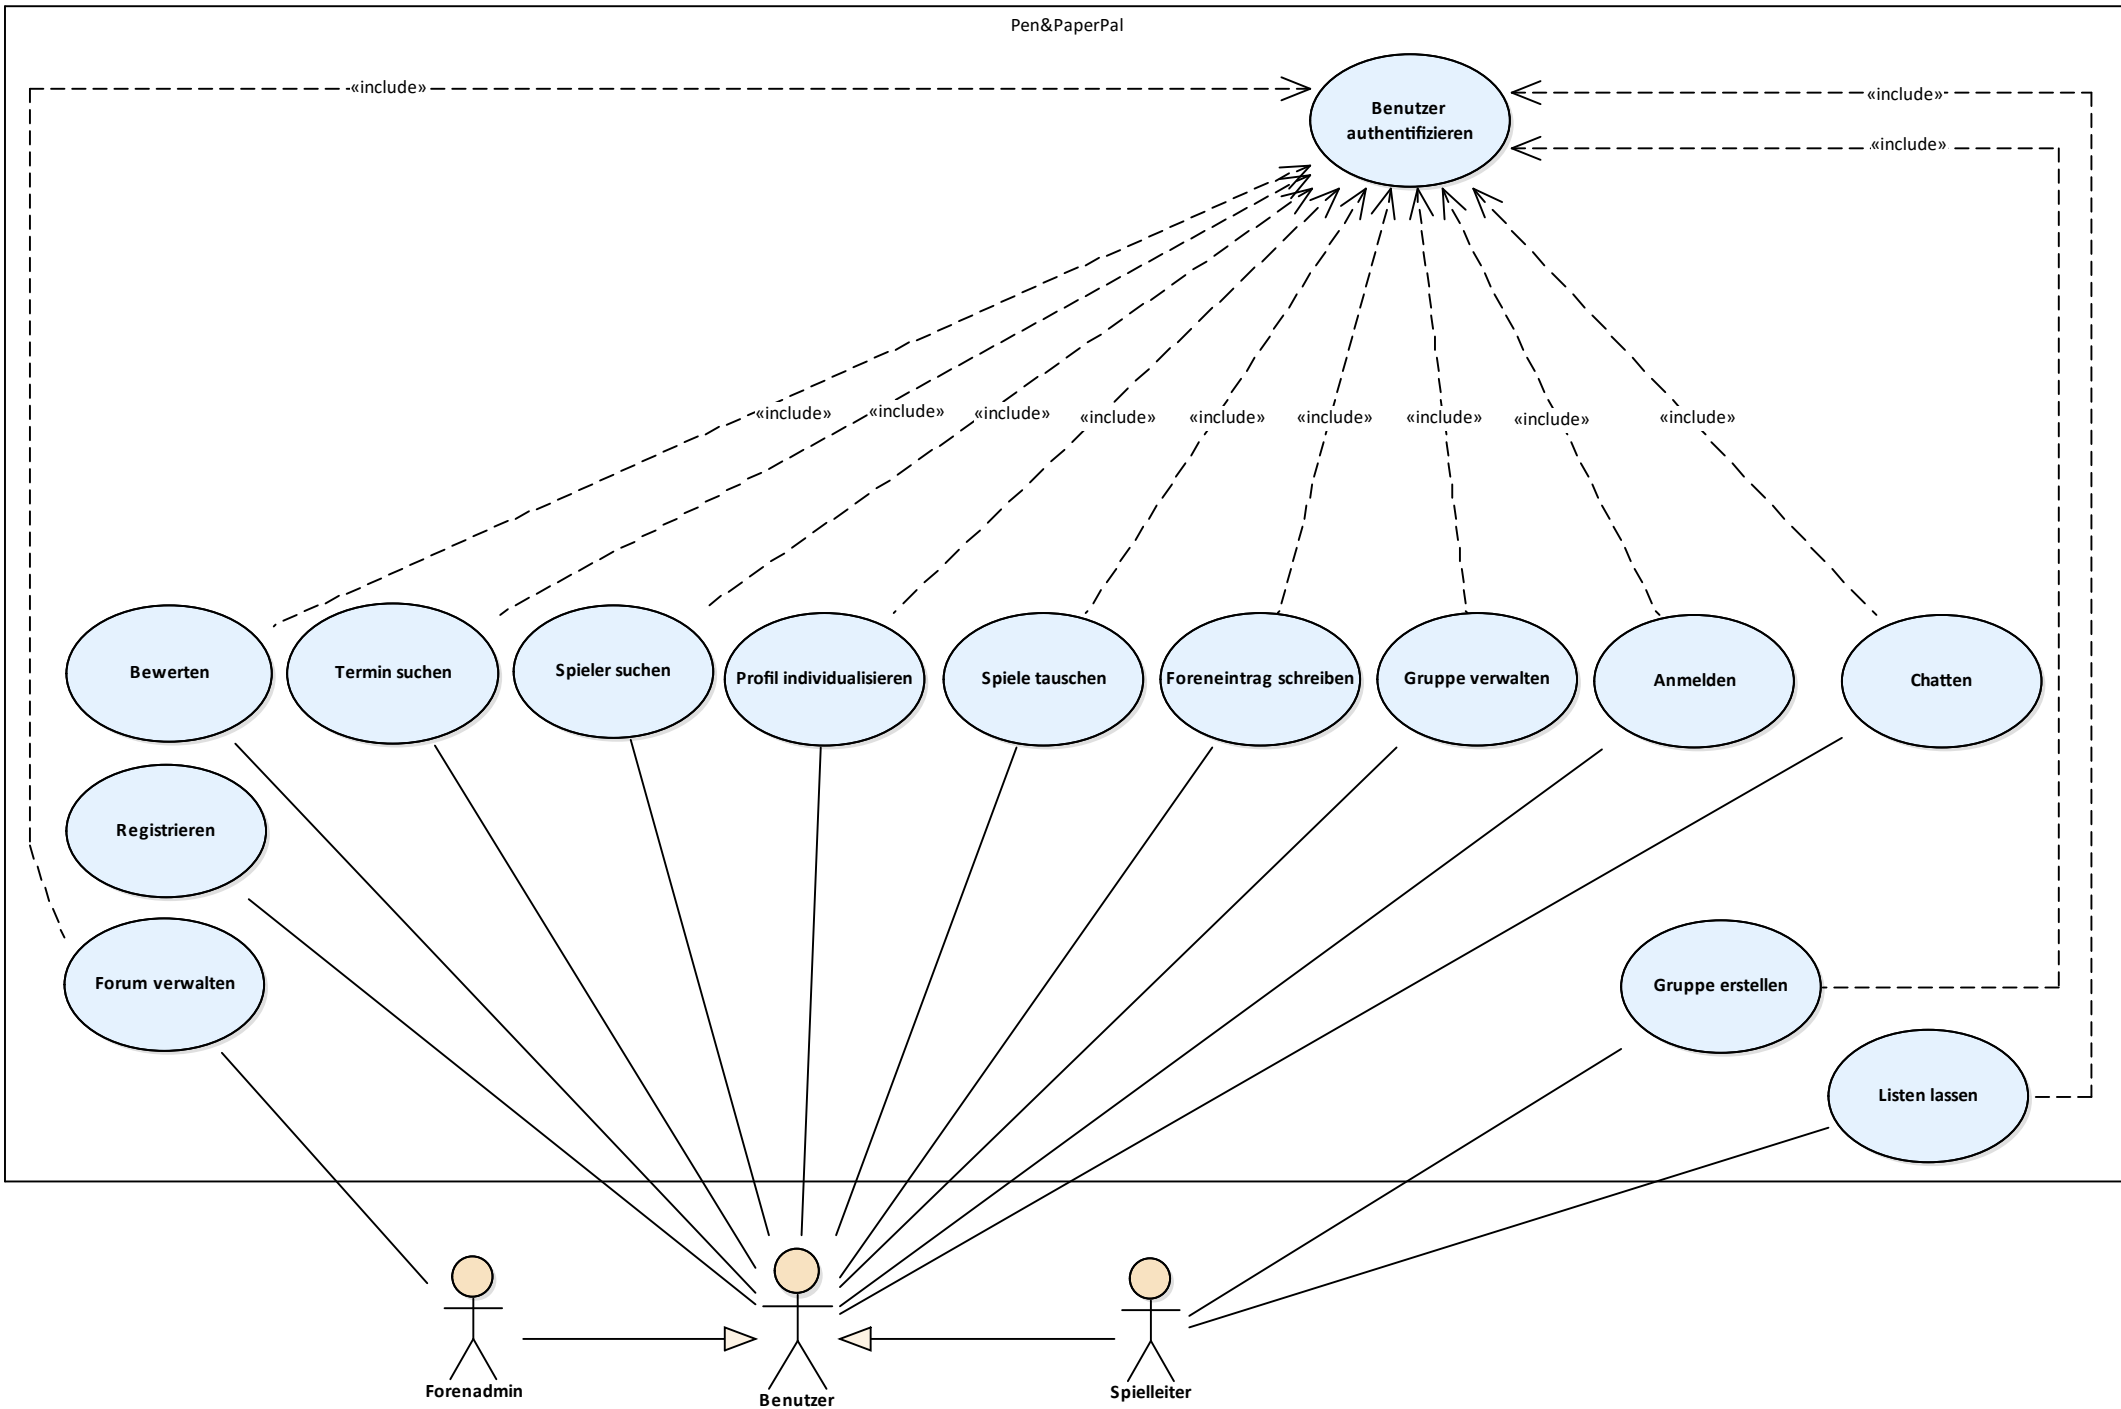 Pen&PaperPal
«include»
«include»
«include»
Benutzer
authentifizieren
«include»
«include»
«include»
«include»
«include»
«include»
«include»
«include»
«include»
Bewerten
Termin suchen
Spieler suchen
Profil individualisieren
Spiele tauschen
Foreneintrag schreiben
Gruppe verwalten
Anmelden
Chatten
Registrieren
Forum verwalten
Gruppe erstellen
Listen lassen
Forenadmin
Benutzer
Spielleiter